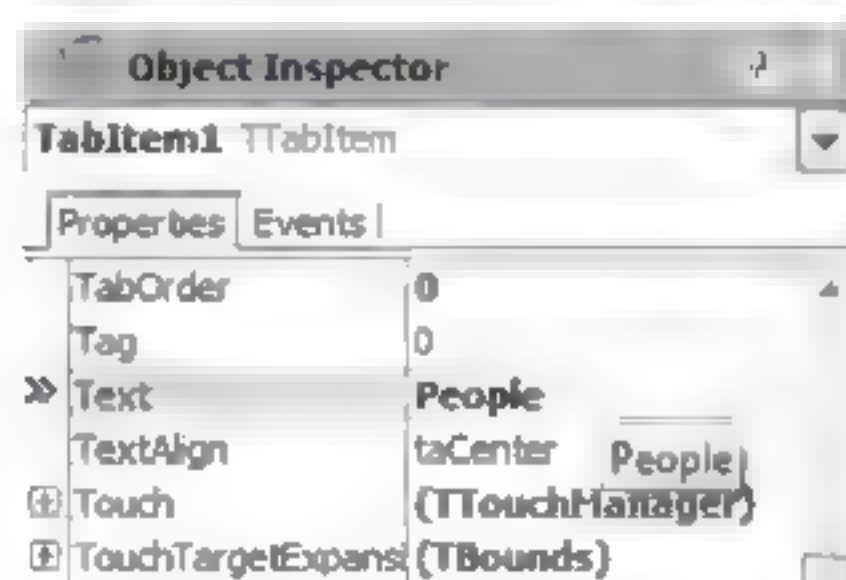 Object Inspector
TabItem1 TTabItem
Properties Events
TabOrder 0
Tag 0
Text People
TextAlign taCenter People
Touch (TTouchManager)
TouchTargetExpans (TBounds)